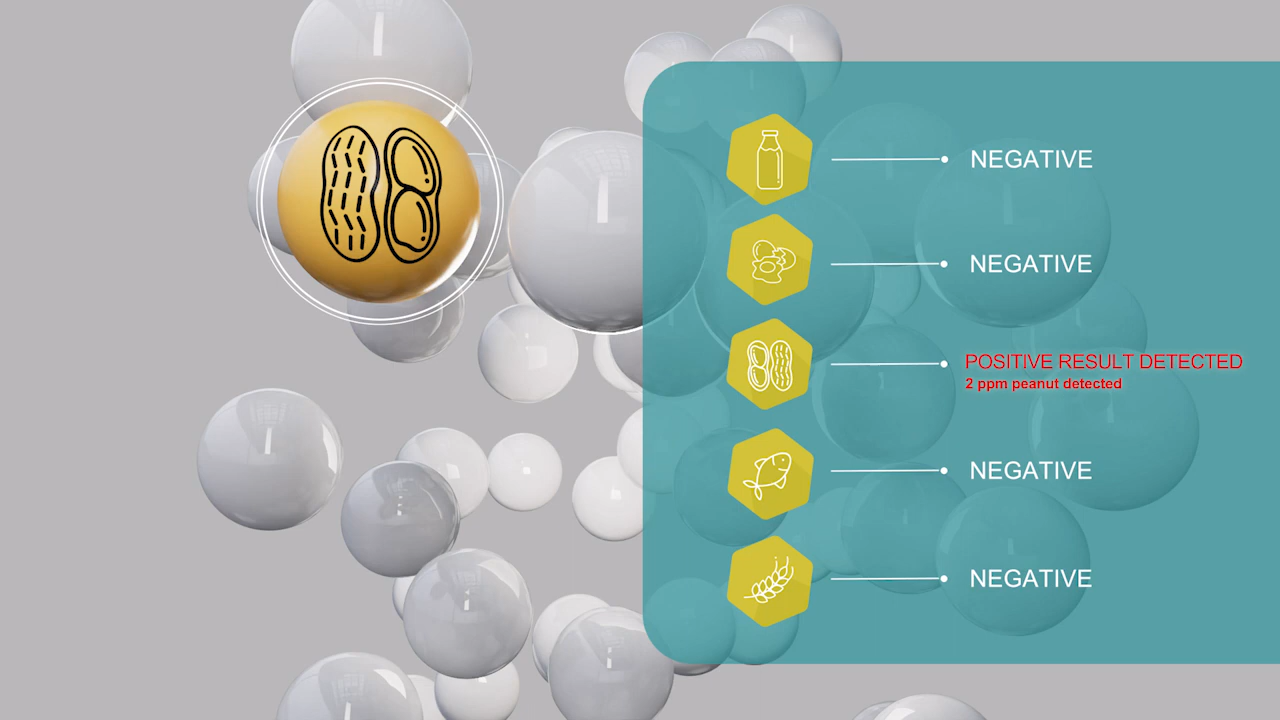 NEGATIVE
NEGATIVE
POSITIVE RESULT DETECTED
2 ppm peanut detected
NEGATIVE
NEGATIVE